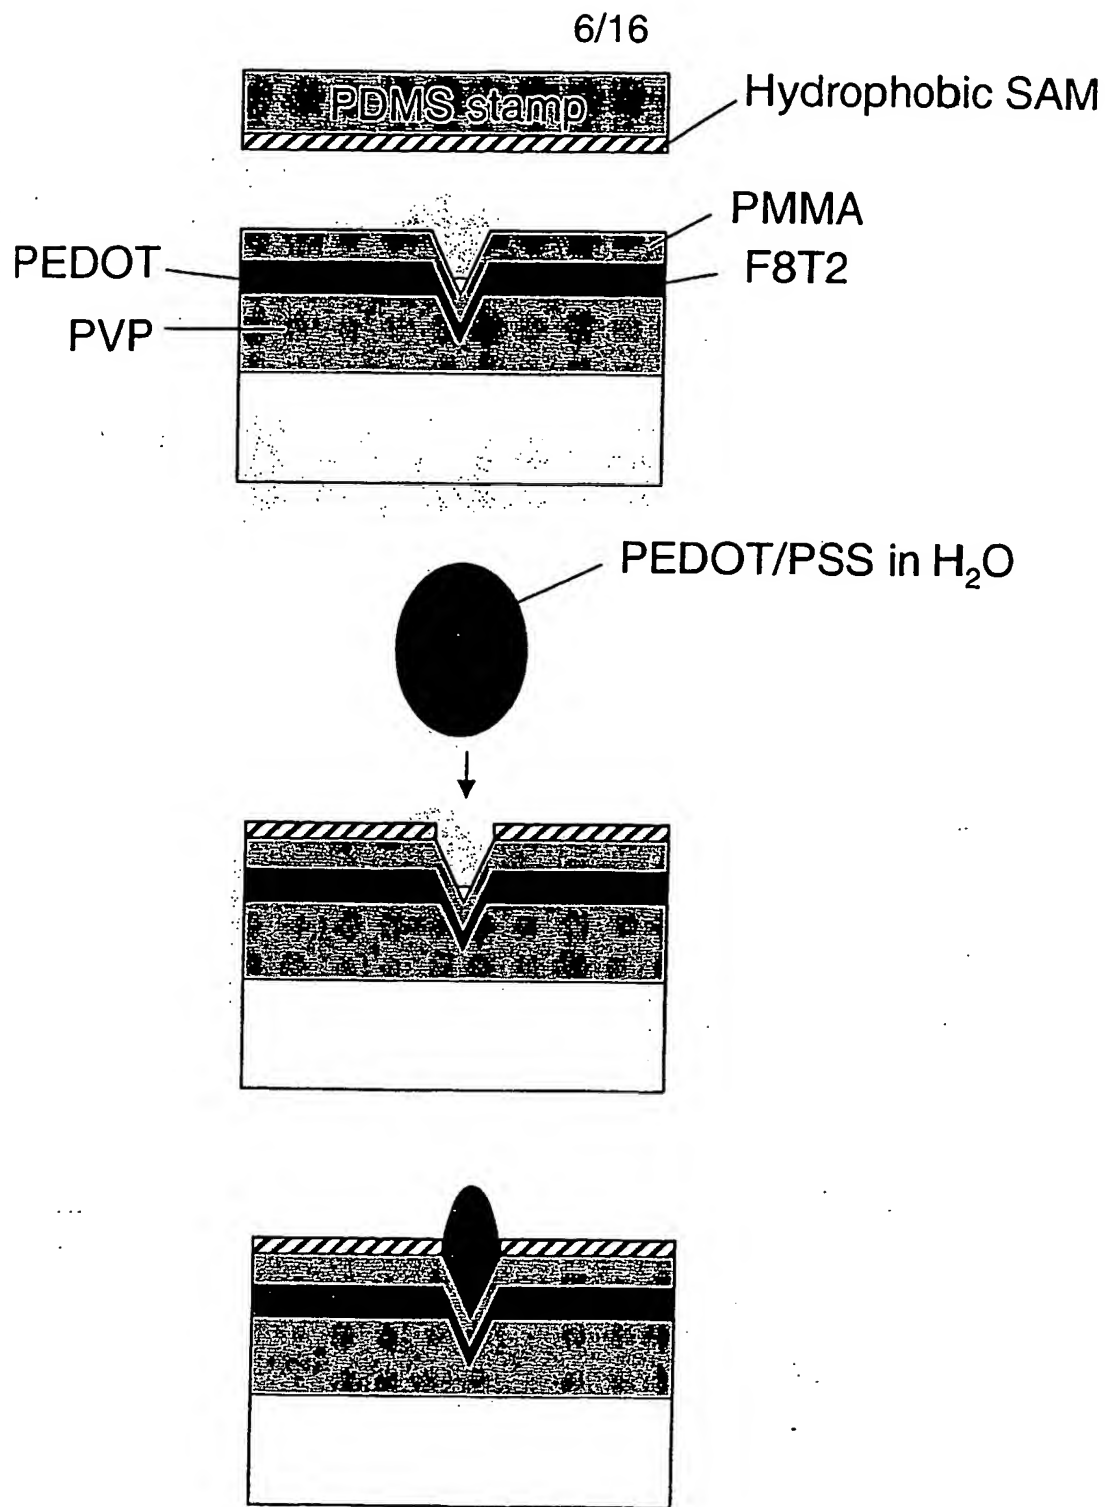 6/16
PDMS stamp
Hydrophobic SAM
PMMA
PEDOT
F8T2
PVP
PEDOT/PSS in H₂O